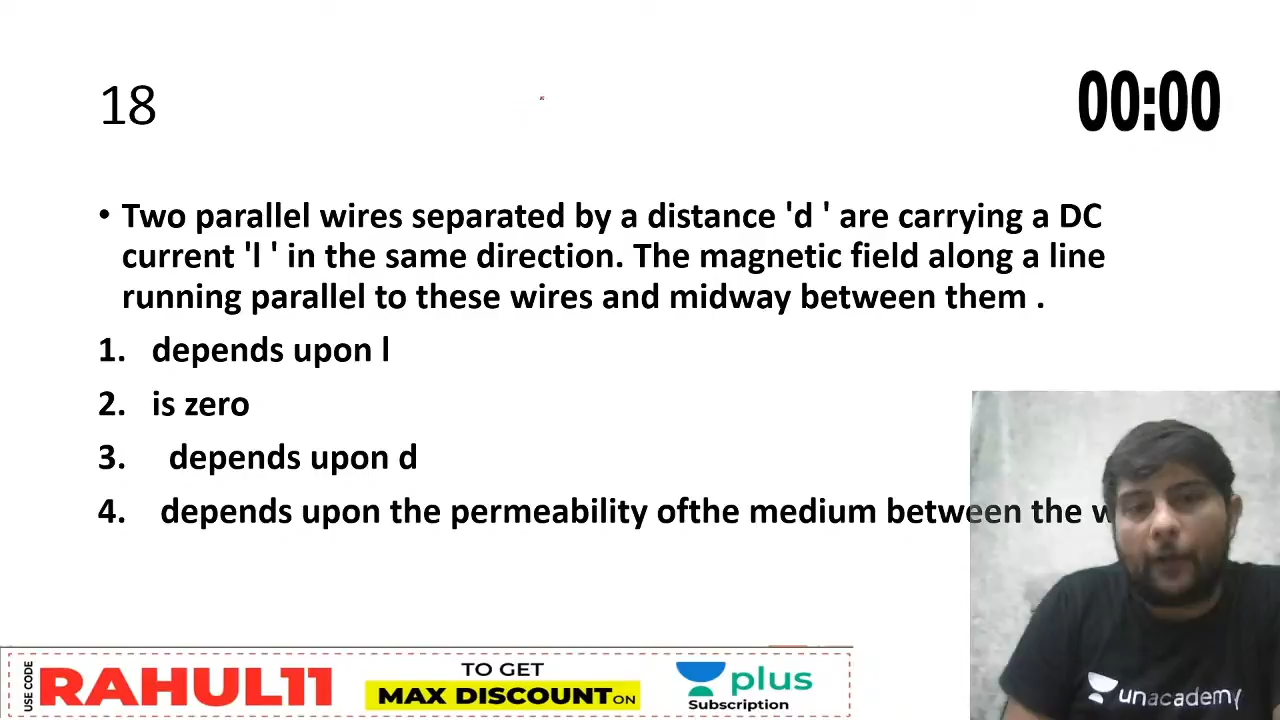 18
00:00
• Two parallel wires separated by a distance 'd ' are carrying a DC
current 'l ' in the same direction. The magnetic field along a line
running parallel to these wires and midway between them .
1. depends upon l
2. is zero
3. depends upon d
4. depends upon the permeability ofthe medium between the w
USE CODE
RAHUL11
TO GET
MAX DISCOUNT ON
plus
Subscription
unacademy